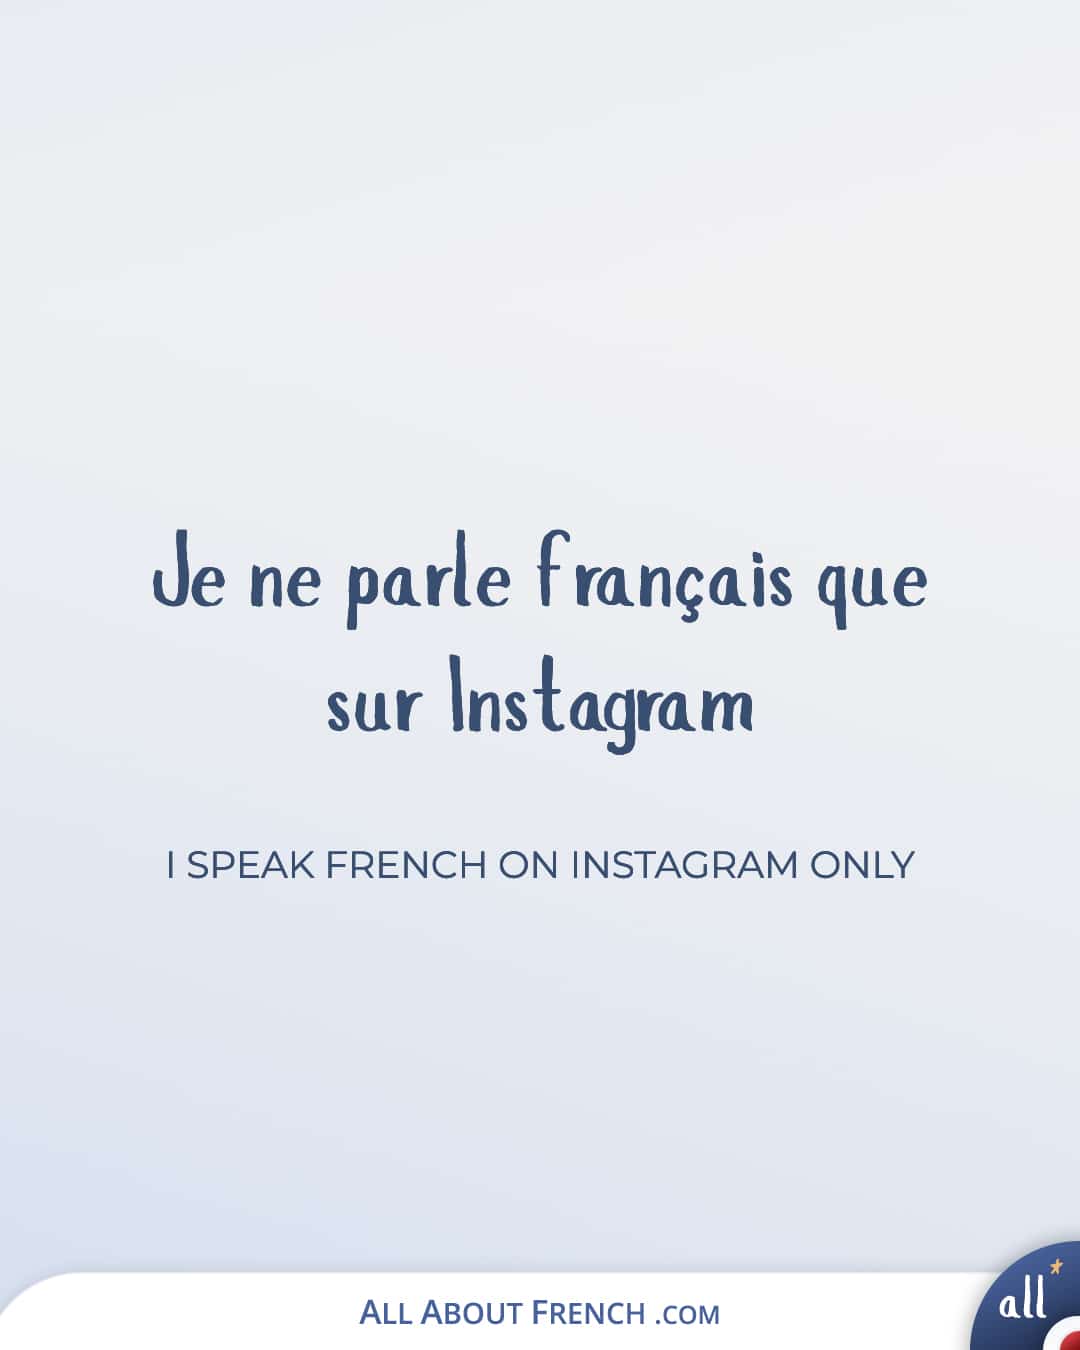 Je ne parle français que
sur Instagram
I SPEAK FRENCH ON INSTAGRAM ONLY
ALL ABOUT FRENCH .COM
all